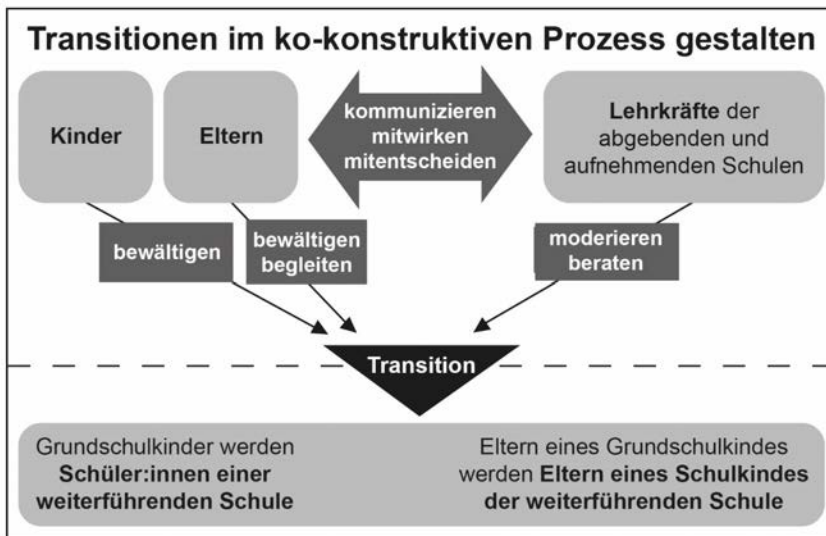 Transitionen im ko-konstruktiven Prozess gestalten
Kinder
Eltern
kommunizieren
mitwirken
mitentscheiden
Lehrkräfte der
abgebenden und
aufnehmenden Schulen
bewältigen
bewältigen
begleiten
moderieren
beraten
Transition
Grundschulkinder werden
Schüler:innen einer
weiterführenden Schule
Eltern eines Grundschulkindes
werden Eltern eines Schulkindes
der weiterführenden Schule